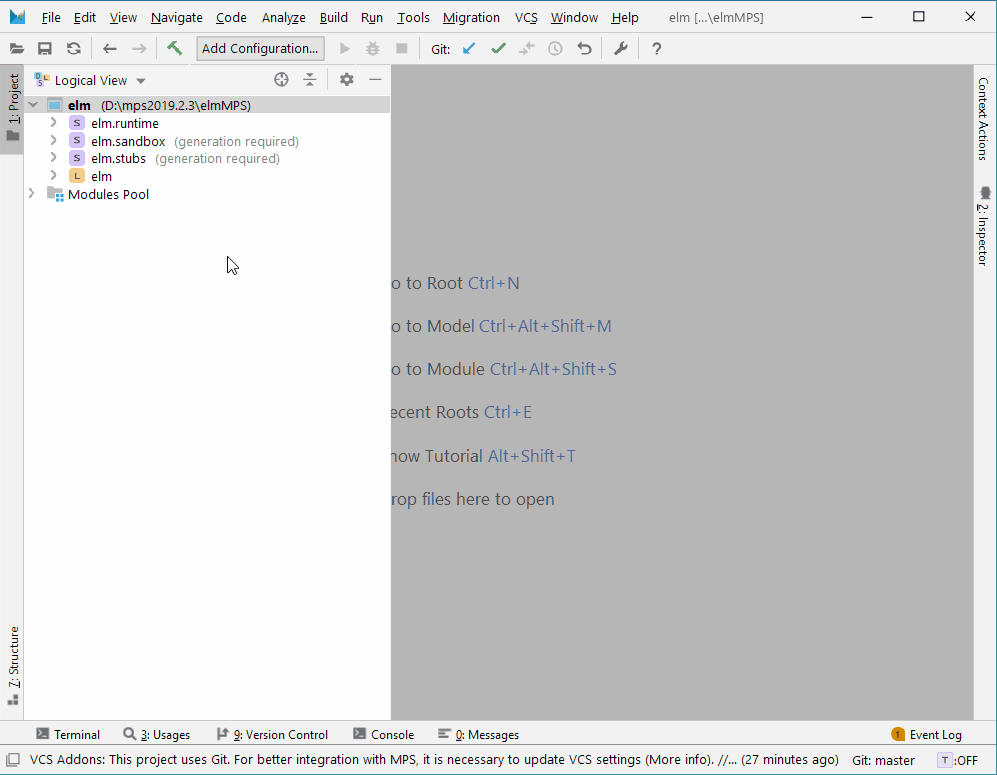 File Edit View Navigate Code Analyze Build Run Tools Migration VCS Window Help elm [...\elmMPS]
Add Configuration... Git: ?
1: Project
Logical View
elm (D:\mps2019.2.3\elmMPS)
S elm.runtime
S elm.sandbox (generation required)
S elm.stubs (generation required)
L elm
Modules Pool
o to Root Ctrl+N
o to Model Ctrl+Alt+Shift+M
o to Module Ctrl+Alt+Shift+S
ecent Roots Ctrl+E
how Tutorial Alt+Shift+T
rop files here to open
Context Actions
2: Inspector
7: Structure
Terminal 3: Usages 9: Version Control Console 0: Messages 1 Event Log
VCS Addons: This project uses Git. For better integration with MPS, it is necessary to update VCS settings (More info). //... (27 minutes ago) Git: master T :OFF